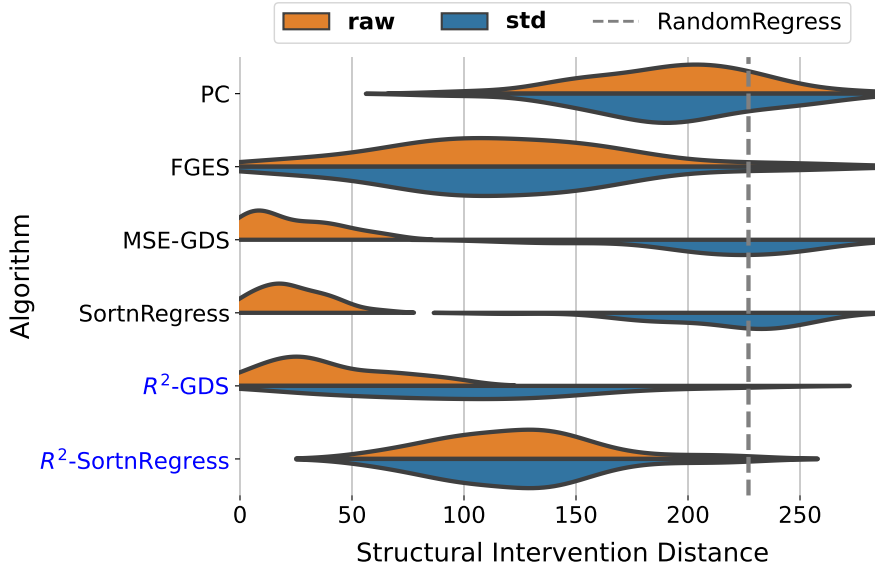 raw std RandomRegress
PC
FGES
MSE-GDS
SortnRegress
R²-GDS
R²-SortnRegress
Algorithm
0 50 100 150 200 250
Structural Intervention Distance